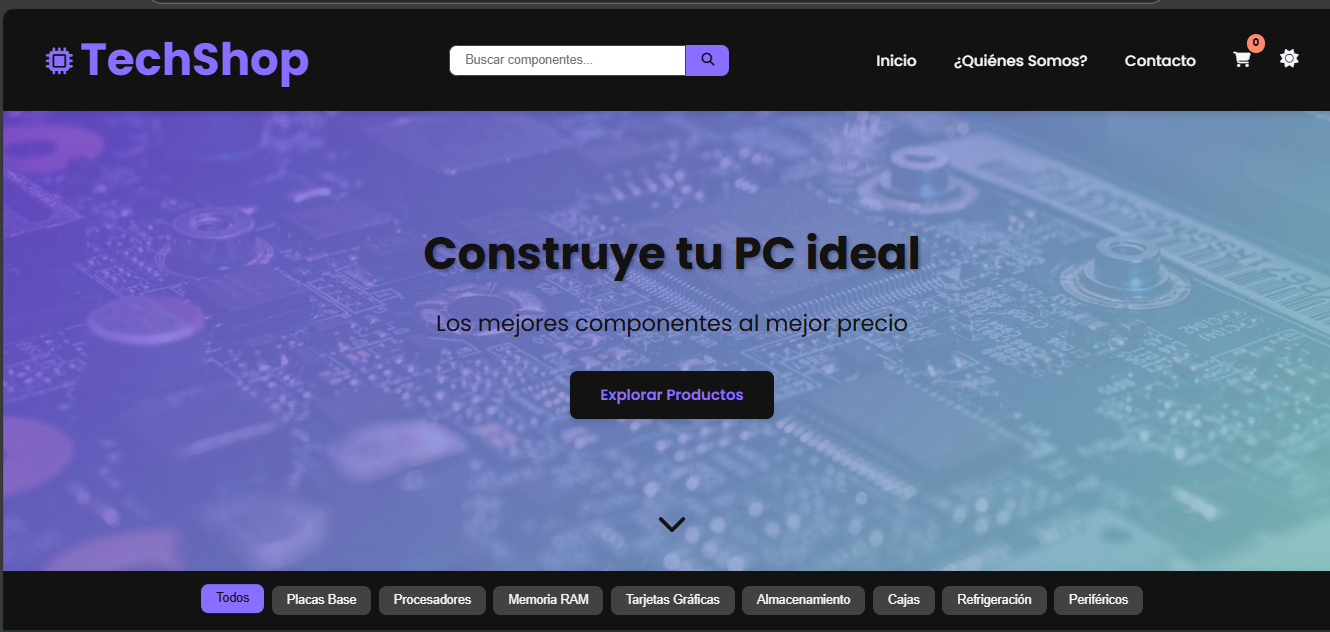 TechShop
Buscar componentes...
Inicio
¿Quiénes Somos?
Contacto
0
Construye tu PC ideal
Los mejores componentes al mejor precio
Explorar Productos
Todos
Placas Base
Procesadores
Memoria RAM
Tarjetas Gráficas
Almacenamiento
Cajas
Refrigeración
Periféricos